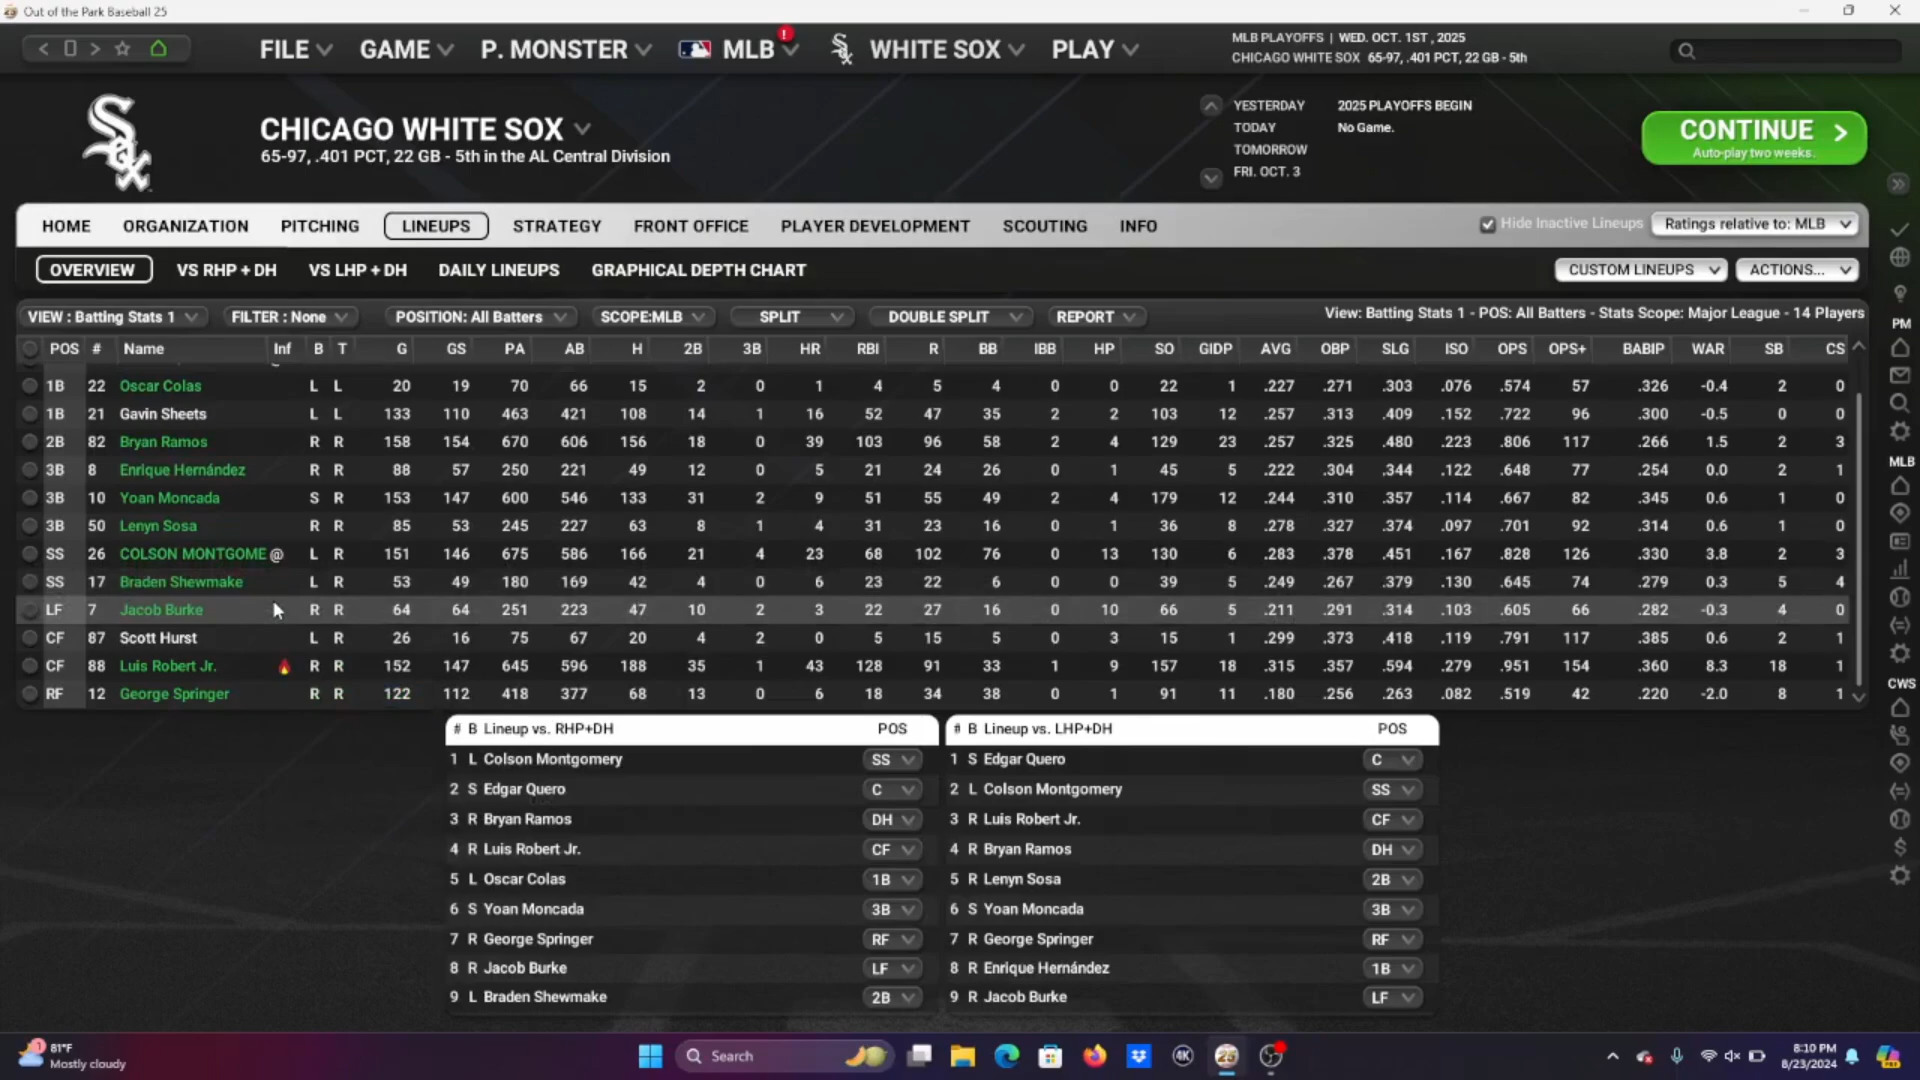 Out of the Park Baseball 25
FILE GAME P. MONSTER MLB ! WHITE SOX PLAY
MLB PLAYOFFS | WED. OCT. 1ST , 2025
CHICAGO WHITE SOX 65-97, .401 PCT, 22 GB - 5th
CHICAGO WHITE SOX
65-97, .401 PCT, 22 GB - 5th in the AL Central Division
YESTERDAY 2025 PLAYOFFS BEGIN
TODAY No Game.
TOMORROW
FRI. OCT. 3
CONTINUE
Auto-play two weeks.
HOME ORGANIZATION PITCHING LINEUPS STRATEGY FRONT OFFICE PLAYER DEVELOPMENT SCOUTING INFO Hide Inactive Lineups Ratings relative to: MLB
OVERVIEW VS RHP + DH VS LHP + DH DAILY LINEUPS GRAPHICAL DEPTH CHART CUSTOM LINEUPS ACTIONS...
VIEW : Batting Stats 1 FILTER : None POSITION: All Batters SCOPE:MLB SPLIT DOUBLE SPLIT REPORT View: Batting Stats 1 - POS: All Batters - Stats Scope: Major League - 14 Players
POS # Name Inf B T G GS PA AB H 2B 3B HR RBI R BB IBB HP SO GIDP AVG OBP SLG ISO OPS OPS+ BABIP WAR SB CS
1B 22 Oscar Colas L L 20 19 70 66 15 2 0 1 4 5 4 0 0 22 1 .227 .271 .303 .076 .574 57 .326 -0.4 2 0
1B 21 Gavin Sheets L L 133 110 463 421 108 14 1 16 52 47 35 2 2 103 12 .257 .313 .409 .152 .722 96 .300 -0.5 0 0
2B 82 Bryan Ramos R R 158 154 670 606 156 18 0 39 103 96 58 2 4 129 23 .257 .325 .480 .223 .806 117 .266 1.5 2 3
3B 8 Enrique Hernández R R 88 57 250 221 49 12 0 5 21 24 26 0 1 45 5 .222 .304 .344 .122 .648 77 .254 0.0 2 1
3B 10 Yoan Moncada S R 153 147 600 546 133 31 2 9 51 55 49 2 4 179 12 .244 .310 .357 .114 .667 82 .345 0.6 1 0
3B 50 Lenyn Sosa R R 85 53 245 227 63 8 1 4 31 23 16 0 1 36 8 .278 .327 .374 .097 .701 92 .314 0.6 1 0
SS 26 COLSON MONTGOME @ L R 151 146 675 586 166 21 4 23 68 102 76 0 13 130 6 .283 .378 .451 .167 .828 126 .330 3.8 2 3
SS 17 Braden Shewmake L R 53 49 180 169 42 4 0 6 23 22 6 0 0 39 5 .249 .267 .379 .130 .645 74 .279 0.3 5 4
LF 7 Jacob Burke R R 64 64 251 223 47 10 2 3 22 27 16 0 10 66 5 .211 .291 .314 .103 .605 66 .282 -0.3 4 0
CF 87 Scott Hurst L R 26 16 75 67 20 4 2 0 5 15 5 0 3 15 1 .299 .373 .418 .119 .791 117 .385 0.6 2 1
CF 88 Luis Robert Jr. R R 152 147 645 596 188 35 1 43 128 91 33 1 9 157 18 .315 .357 .594 .279 .951 154 .360 8.3 18 1
RF 12 George Springer R R 122 112 418 377 68 13 0 6 18 34 38 0 1 91 11 .180 .256 .263 .082 .519 42 .220 -2.0 8 1
# B Lineup vs. RHP+DH POS
1 L Colson Montgomery SS
2 S Edgar Quero C
3 R Bryan Ramos DH
4 R Luis Robert Jr. CF
5 L Oscar Colas 1B
6 S Yoan Moncada 3B
7 R George Springer RF
8 R Jacob Burke LF
9 L Braden Shewmake 2B
# B Lineup vs. LHP+DH POS
1 S Edgar Quero C
2 L Colson Montgomery SS
3 R Luis Robert Jr. CF
4 R Bryan Ramos DH
5 R Lenyn Sosa 2B
6 S Yoan Moncada 3B
7 R George Springer RF
8 R Enrique Hernández 1B
9 R Jacob Burke LF
PM
MLB
CWS
81°F
Mostly cloudy
Search
4K
25
8:10 PM
8/23/2024